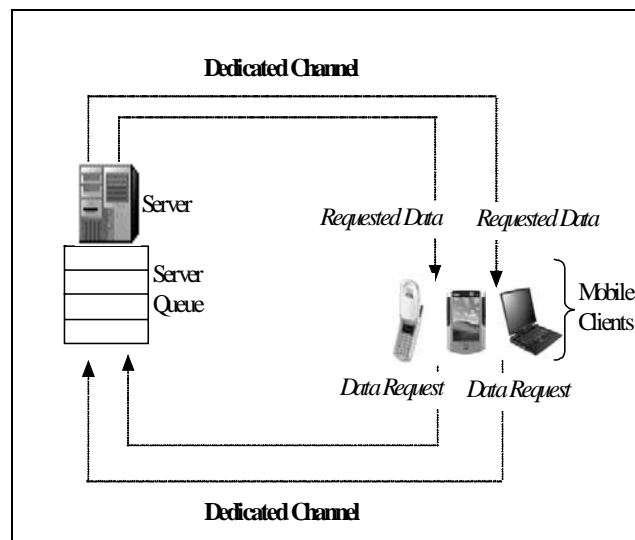 Dedicated Channel
Server
Requested Data
Requested Data
Server
Queue
Mobile
Clients
Data Request
Data Request
Dedicated Channel